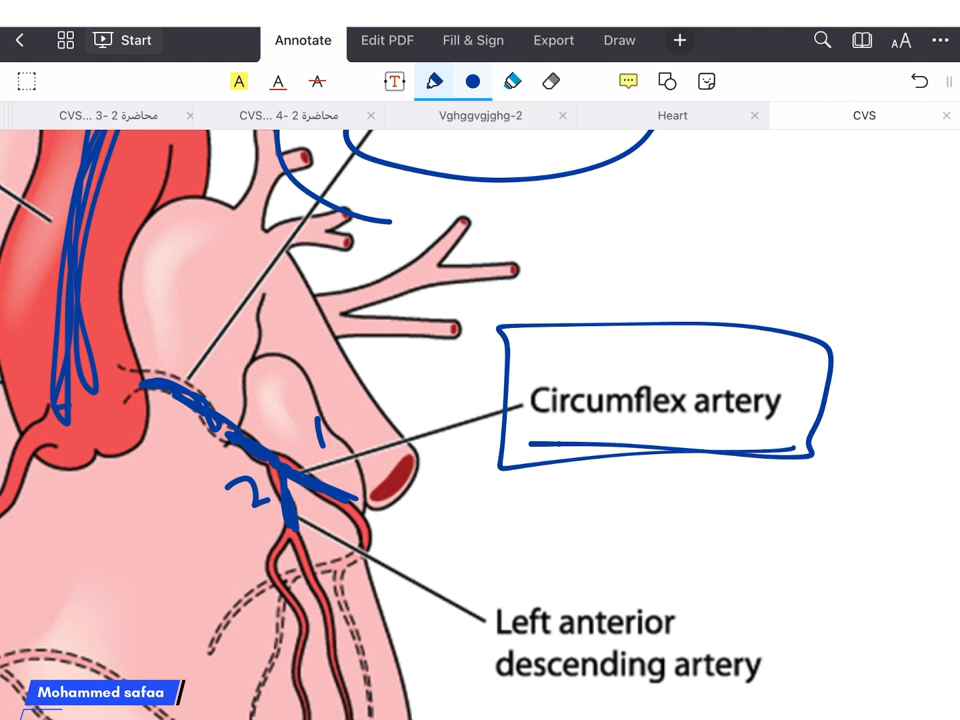 Start
Annotate
Edit PDF
Fill & Sign
Export
Draw
CVS... 3- محاضرة 2
CVS... 4- محاضرة 2
Vghggvgjghg-2
Heart
CVS
1
Circumflex artery
2
Left anterior
descending artery
Mohammed safaa